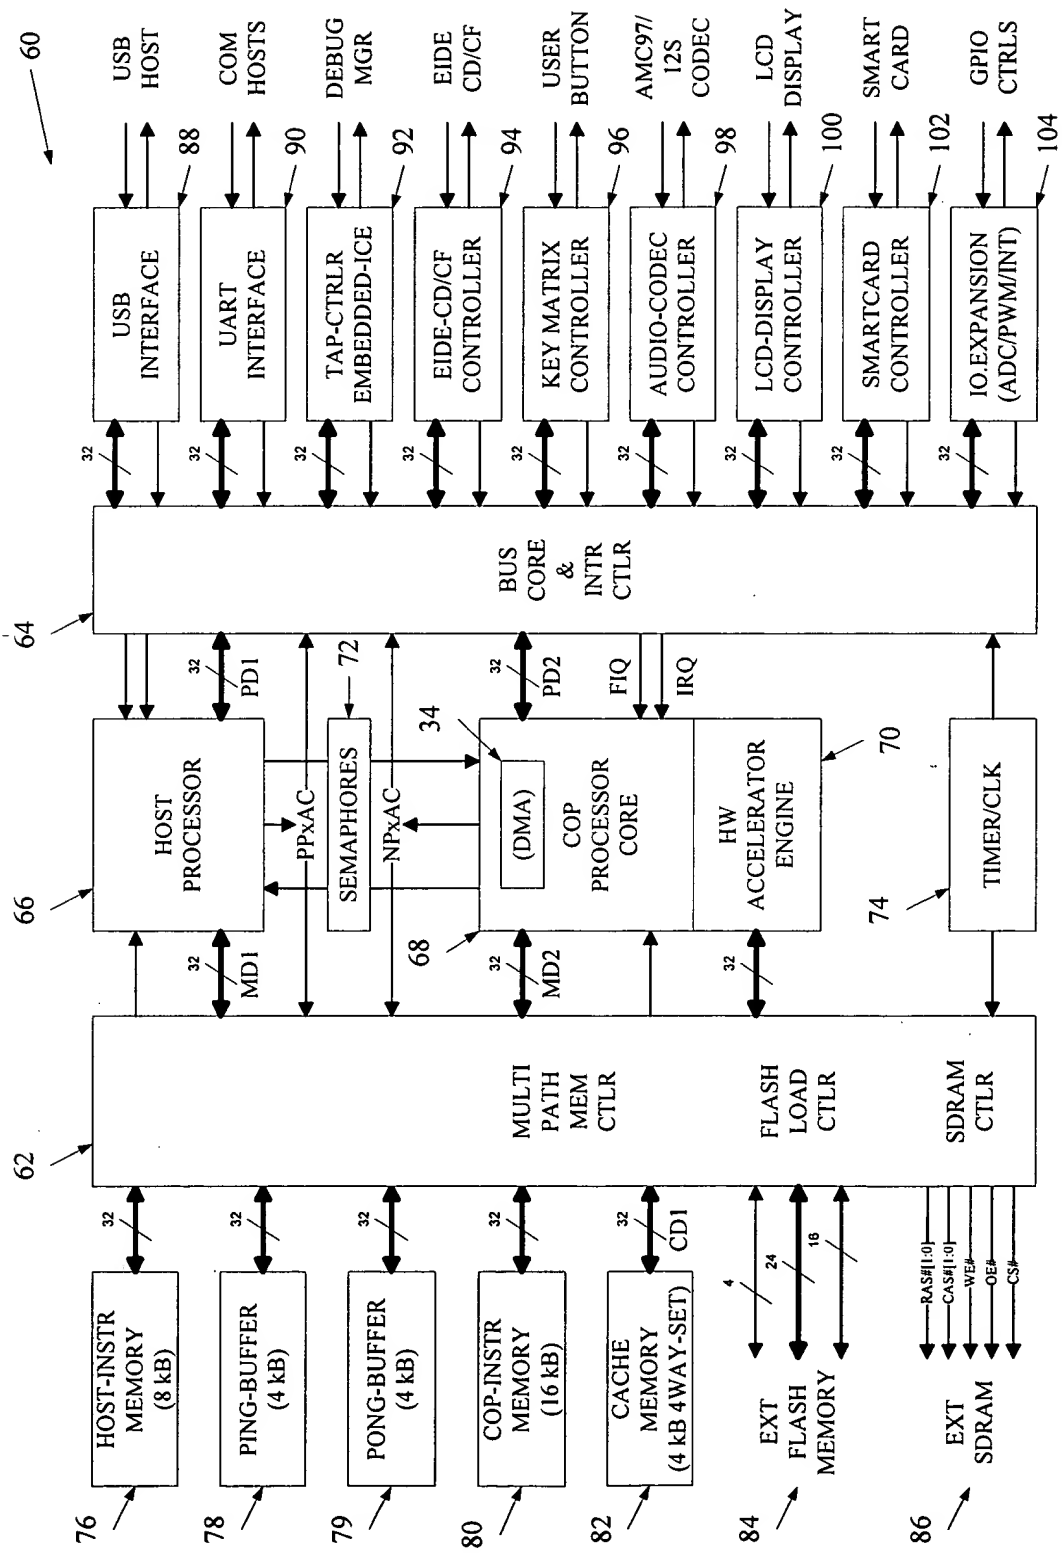 60
USB
HOST
COM
HOSTS
DEBUG
MGR
EIDE
CD/CF
USER
BUTTON
AMC97/
12S
CODEC
LCD
DISPLAY
SMART
CARD
GPIO
CTRLS
88
90
92
94
96
98
100
102
104
USB
INTERFACE
UART
INTERFACE
TAP-CTRLR
EMBEDDED-ICE
EIDE-CD/CF
CONTROLLER
KEY MATRIX
CONTROLLER
AUDIO-CODEC
CONTROLLER
LCD-DISPLAY
CONTROLLER
SMARTCARD
CONTROLLER
IO.EXPANSION
(ADC/PWM/INT)
32
32
32
32
32
32
32
32
32
64
BUS
CORE
&
INTR
CTLR
32
PD1
72
32
PD2
FIQ
IRQ
66
HOST
PROCESSOR
PPxAC
SEMAPHORES
NPxAC
34
(DMA)
COP
PROCESSOR
CORE
68
HW
ACCELERATOR
ENGINE
70
TIMER/CLK
74
32
MD1
32
MD2
32
62
MULTI
PATH
MEM
CTLR
FLASH
LOAD
CTLR
SDRAM
CTLR
32
32
32
32
32
CD1
4
24
16
RAS#[1:0]
CAS#[1:0]
WE#
OE#
CS#
HOST-INSTR
MEMORY
(8 kB)
PING-BUFFER
(4 kB)
PONG-BUFFER
(4 kB)
COP-INSTR
MEMORY
(16 kB)
CACHE
MEMORY
(4 kB 4WAY-SET)
EXT
FLASH
MEMORY
EXT
SDRAM
76
78
79
80
82
84
86